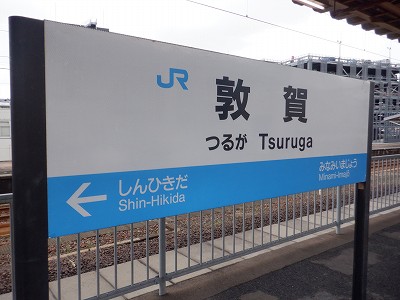 JR 敦賀
つるが Tsuruga
しんひきだ
Shin-Hikida
みなみいまじょう
Minami-Imajō